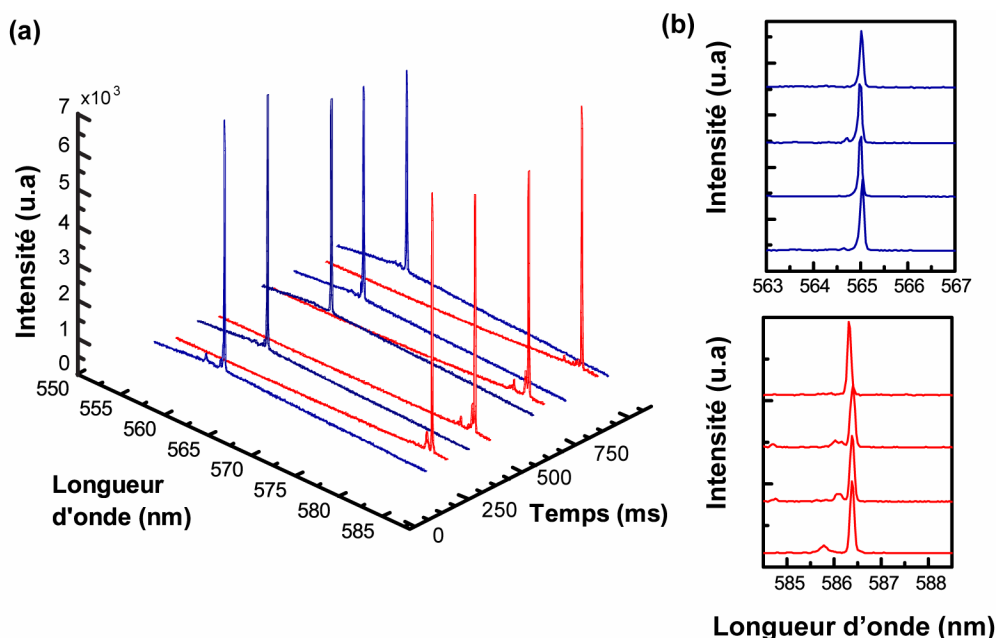 (a)
7 x10³
6
5
4
3
2
1
0
Intensité (u.a)
550
555
560
565
570
575
580
585
Longueur
d'onde (nm)
0
250
500
750
Temps (ms)
(b)
Intensité (u.a)
563 564 565 566 567
Intensité (u.a)
585 586 587 588
Longueur d'onde (nm)